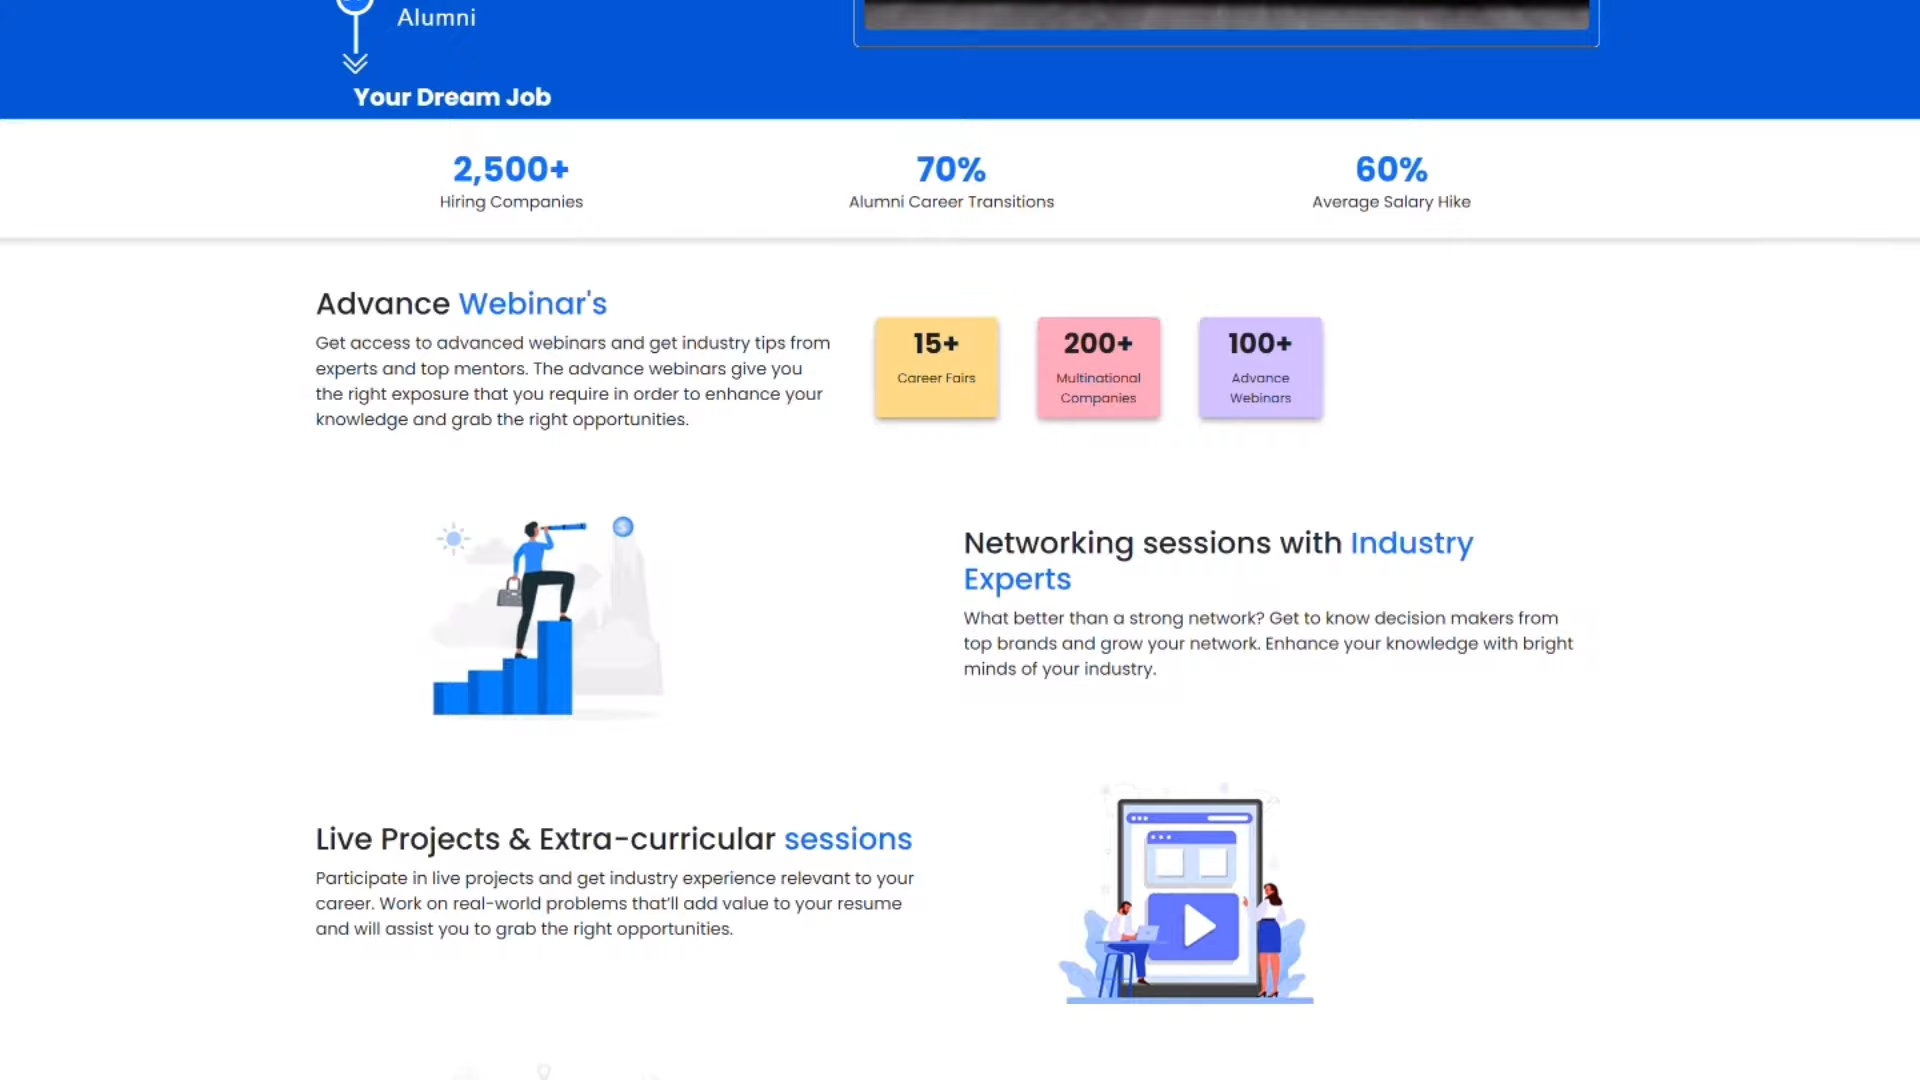 Alumni
Your Dream Job
2,500+
Hiring Companies
70%
Alumni Career Transitions
60%
Average Salary Hike
Advance Webinar's
Get access to advanced webinars and get industry tips from
experts and top mentors. The advance webinars give you
the right exposure that you require in order to enhance your
knowledge and grab the right opportunities.
15+
Career Fairs
200+
Multinational
Companies
100+
Advance
Webinars
Networking sessions with Industry
Experts
What better than a strong network? Get to know decision makers from
top brands and grow your network. Enhance your knowledge with bright
minds of your industry.
Live Projects & Extra-curricular sessions
Participate in live projects and get industry experience relevant to your
career. Work on real-world problems that'll add value to your resume
and will assist you to grab the right opportunities.